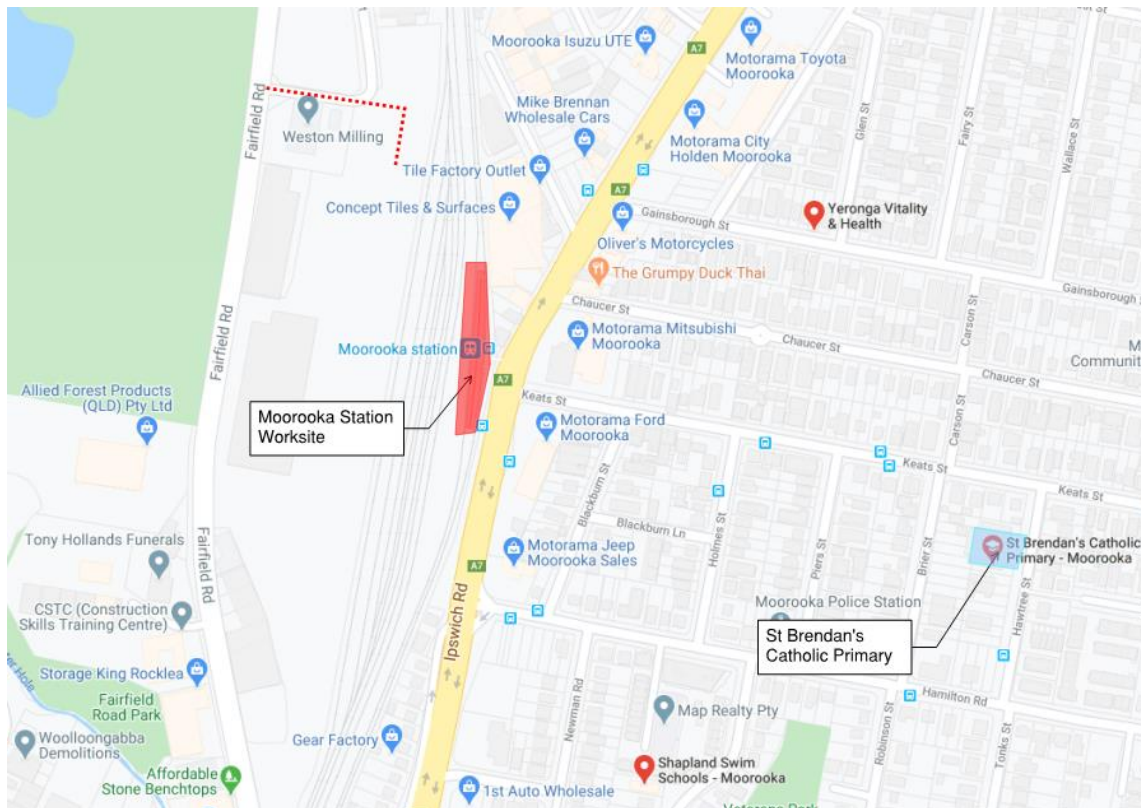 Moorooka Isuzu UTE
A7
Motorama Toyota
Moorooka
Fairfield Rd
Weston Milling
Mike Brennan
Wholesale Cars
Motorama City
Holden Moorooka
Glen St
Fairy St
Wallace St
Tile Factory Outlet
A7
Concept Tiles & Surfaces
Gainsborough St
Yeronga Vitality
& Health
Oliver's Motorcycles
The Grumpy Duck Thai
Gainsborough St
Chaucer St
Carson St
Fairfield Rd
Moorooka station
Motorama Mitsubishi
Moorooka
Chaucer St
M
Communit
Chaucer St
A7
Allied Forest Products
(QLD) Pty Ltd
Moorooka Station
Worksite
Keats St
Motorama Ford
Moorooka
Carson St
Keats St
Keats St
Blackburn St
Blackburn Ln
Holmes St
Piers St
Brier St
Hawtree St
Tony Hollands Funerals
Fairfield Rd
Motorama Jeep
Moorooka Sales
A7
St Brendan's Catholic
Primary - Moorooka
Moorooka Police Station
CSTC (Construction
Skills Training Centre)
Ipswich Rd
St Brendan's
Catholic Primary
Storage King Rocklea
Hamilton Rd
Fairfield
Road Park
Newman Rd
Map Realty Pty
Robinson St
Tonks St
Woolloongabba
Demolitions
Gear Factory
Shapland Swim
Schools - Moorooka
Affordable
Stone Benchtops
1st Auto Wholesale
Veterans Park